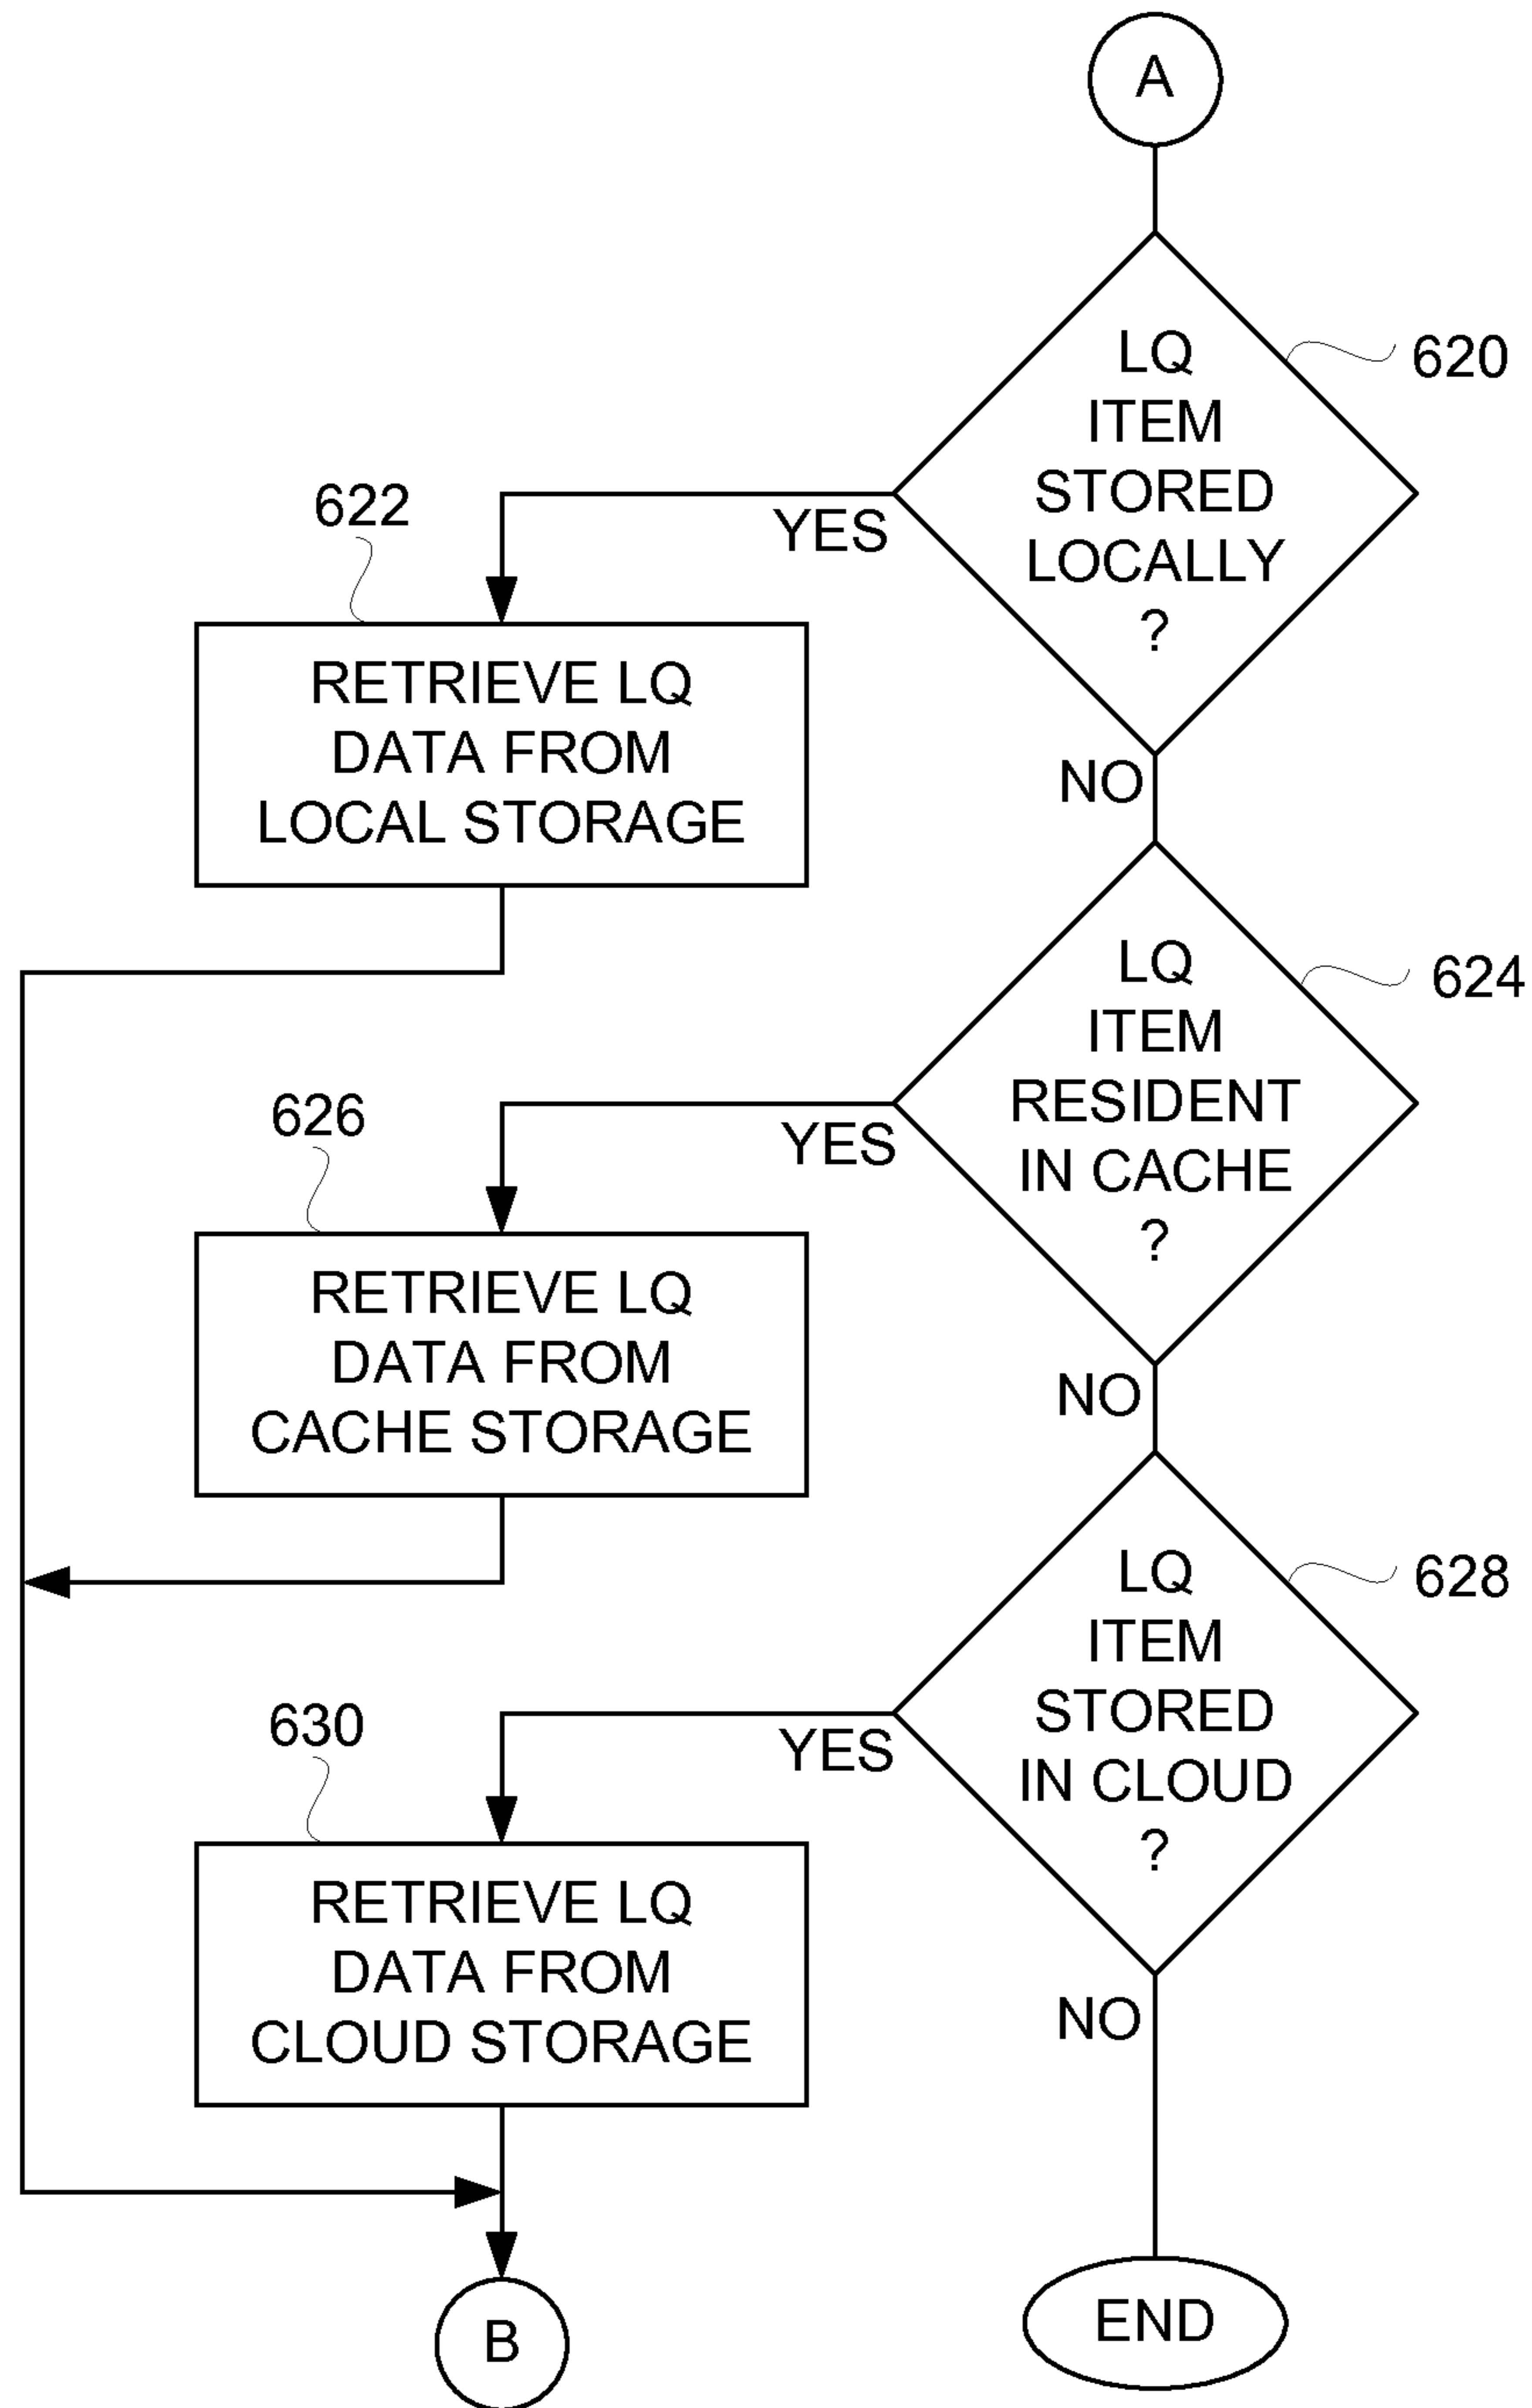 A
LQ
ITEM
STORED
LOCALLY
?
620
YES
NO
622
RETRIEVE LQ
DATA FROM
LOCAL STORAGE
LQ
ITEM
RESIDENT
IN CACHE
?
624
YES
NO
626
RETRIEVE LQ
DATA FROM
CACHE STORAGE
LQ
ITEM
STORED
IN CLOUD
?
628
YES
NO
630
RETRIEVE LQ
DATA FROM
CLOUD STORAGE
B
END